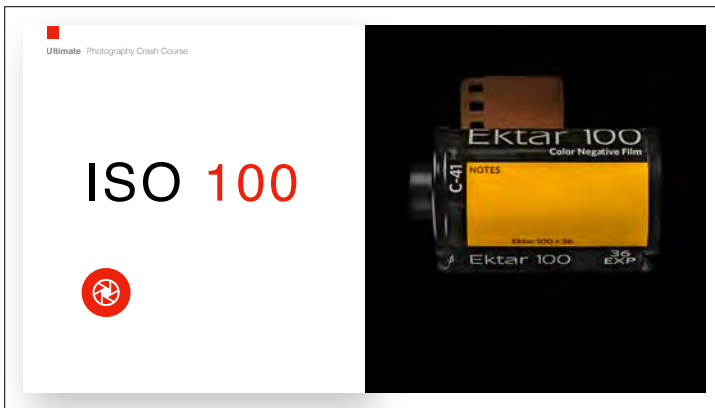 Ultimate Photography Crash Course
ISO 100
Ektar 100
Color Negative Film
C-41
NOTES
Ektar 100 • 36
Ektar 100
36
EXP